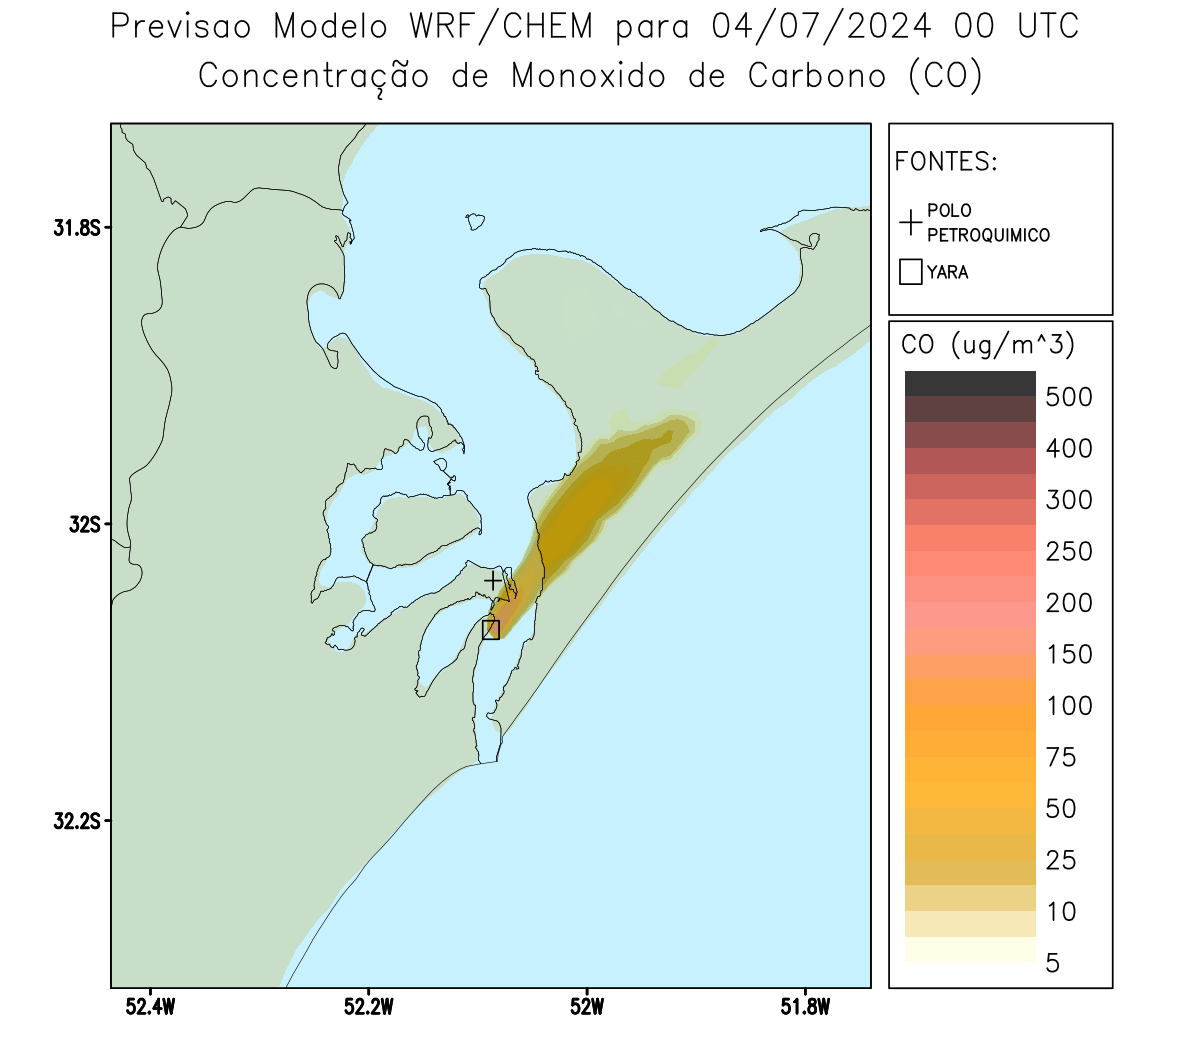 Previsao Modelo WRF/CHEM para 04/07/2024 00 UTC
Concentração de Monoxido de Carbono (CO)
FONTES:
POLO
PETROQUIMICO
YARA
CO (ug/m^3)
500
400
300
250
200
150
100
75
50
25
10
5
31.8S
32S
32.2S
52.4W
52.2W
52W
51.8W